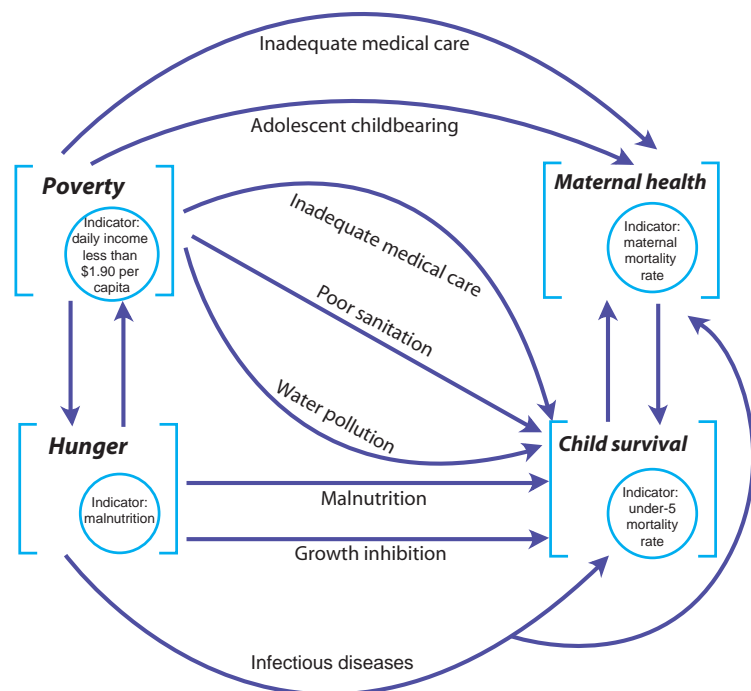 Inadequate medical care
Adolescent childbearing
Poverty
Indicator:
daily income
less than
$1.90 per
capita
Maternal health
Indicator:
maternal
mortality
rate
Inadequate medical care
Poor sanitation
Water pollution
Hunger
Indicator:
malnutrition
Child survival
Indicator:
under-5
mortality
rate
Malnutrition
Growth inhibition
Infectious diseases